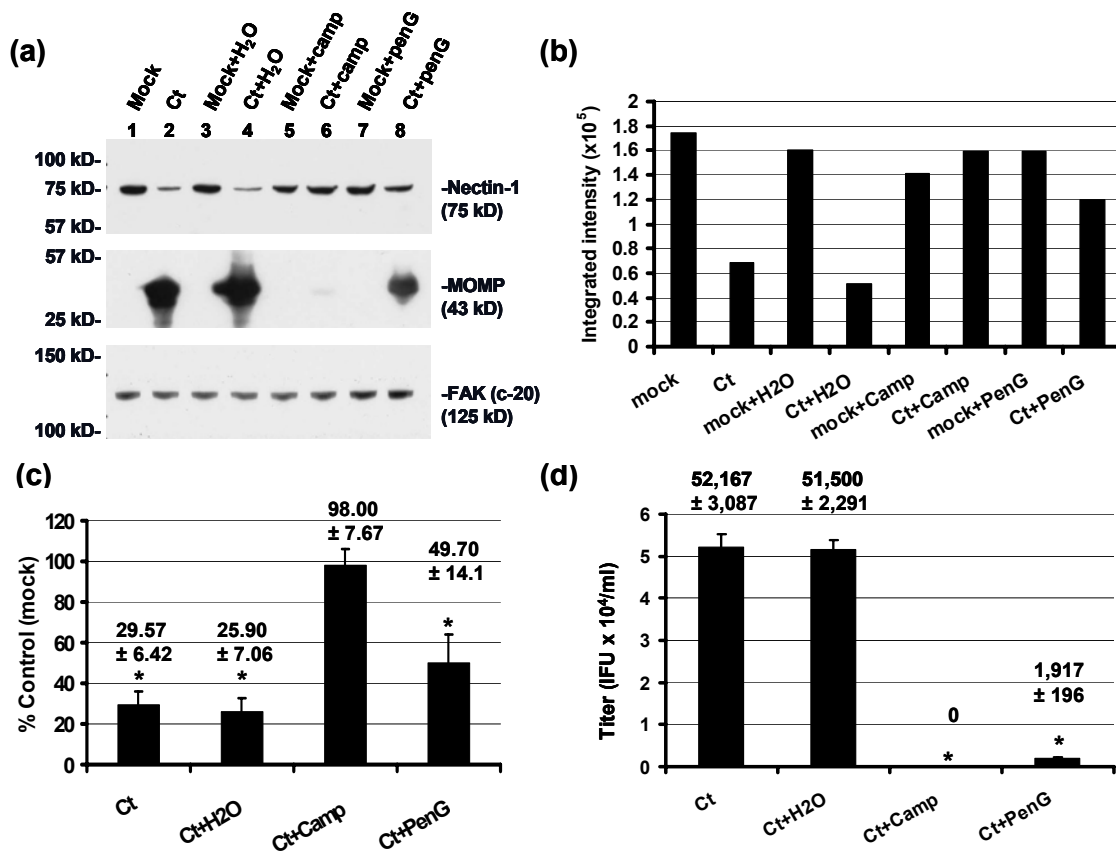 (a)
Mock
Ct
Mock+H₂O
Ct+H₂O
Mock+camp
Ct+camp
Mock+penG
Ct+penG
1 2 3 4 5 6 7 8
100 kD-
75 kD-
57 kD-
-Nectin-1
(75 kD)
57 kD-
25 kD-
-MOMP
(43 kD)
150 kD-
100 kD-
-FAK (c-20)
(125 kD)
(b)
Integrated intensity (x10⁵)
2
1.8
1.6
1.4
1.2
1
0.8
0.6
0.4
0.2
0
mock
Ct
mock+H2O
Ct+H2O
mock+Camp
Ct+Camp
mock+PenG
Ct+PenG
(c)
% Control (mock)
120
100
80
60
40
20
0
29.57
± 6.42
*
25.90
± 7.06
*
98.00
± 7.67
49.70
± 14.1
*
Ct
Ct+H2O
Ct+Camp
Ct+PenG
(d)
Titer (IFU x 10⁴/ml)
6
5
4
3
2
1
0
52,167
± 3,087
51,500
± 2,291
0
*
1,917
± 196
*
Ct
Ct+H2O
Ct+Camp
Ct+PenG